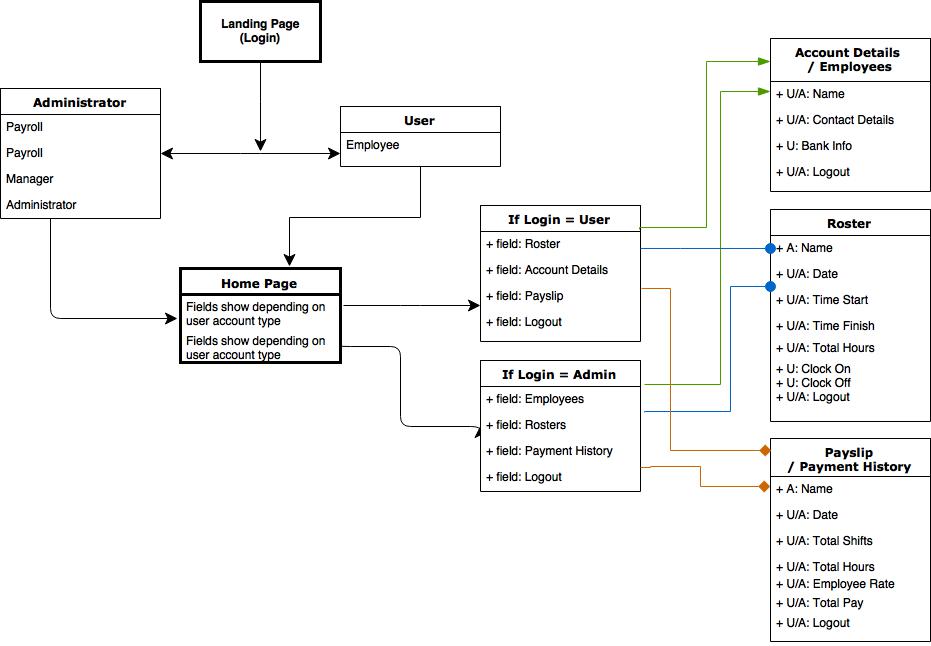 Landing Page
(Login)
Administrator
Payroll
Payroll
Manager
Administrator
User
Employee
Home Page
Fields show depending on
user account type
Fields show depending on
user account type
If Login = User
+ field: Roster
+ field: Account Details
+ field: Payslip
+ field: Logout
If Login = Admin
+ field: Employees
+ field: Rosters
+ field: Payment History
+ field: Logout
Account Details
/ Employees
+ U/A: Name
+ U/A: Contact Details
+ U: Bank Info
+ U/A: Logout
Roster
+ A: Name
+ U/A: Date
+ U/A: Time Start
+ U/A: Time Finish
+ U/A: Total Hours
+ U: Clock On
+ U: Clock Off
+ U/A: Logout
Payslip
/ Payment History
+ A: Name
+ U/A: Date
+ U/A: Total Shifts
+ U/A: Total Hours
+ U/A: Employee Rate
+ U/A: Total Pay
+ U/A: Logout